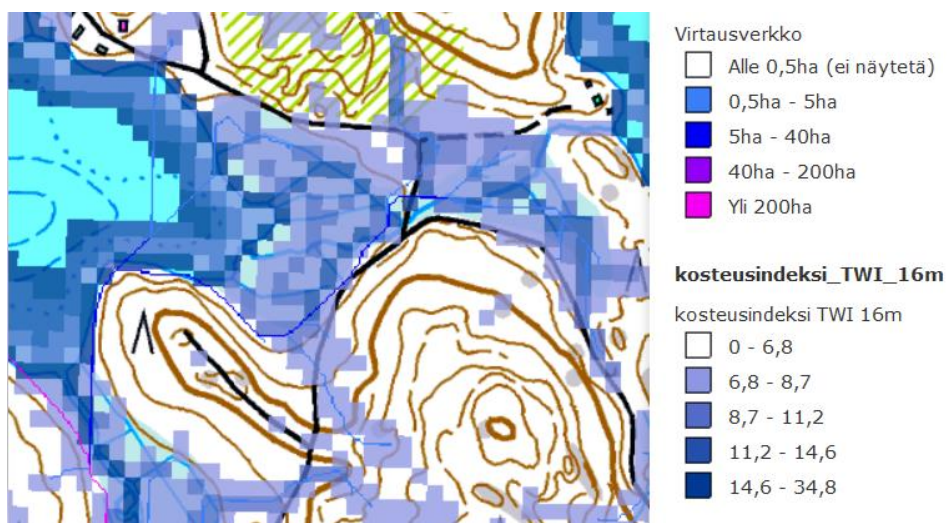 Virtausverkko
Alle 0,5ha (ei näytetä)
0,5ha - 5ha
5ha - 40ha
40ha - 200ha
Yli 200ha
kosteusindeksi_TWI_16m
kosteusindeksi TWI 16m
0 - 6,8
6,8 - 8,7
8,7 - 11,2
11,2 - 14,6
14,6 - 34,8